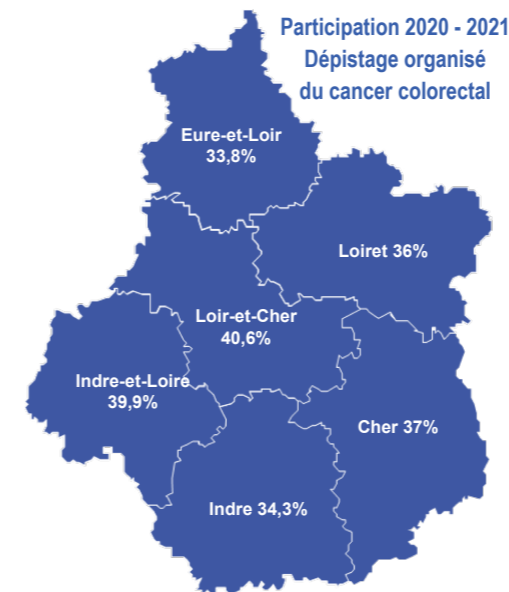 Participation 2020 - 2021
Dépistage organisé
du cancer colorectal
Eure-et-Loir
33,8%
Loiret 36%
Loir-et-Cher
40,6%
Indre-et-Loire
39,9%
Cher 37%
Indre 34,3%